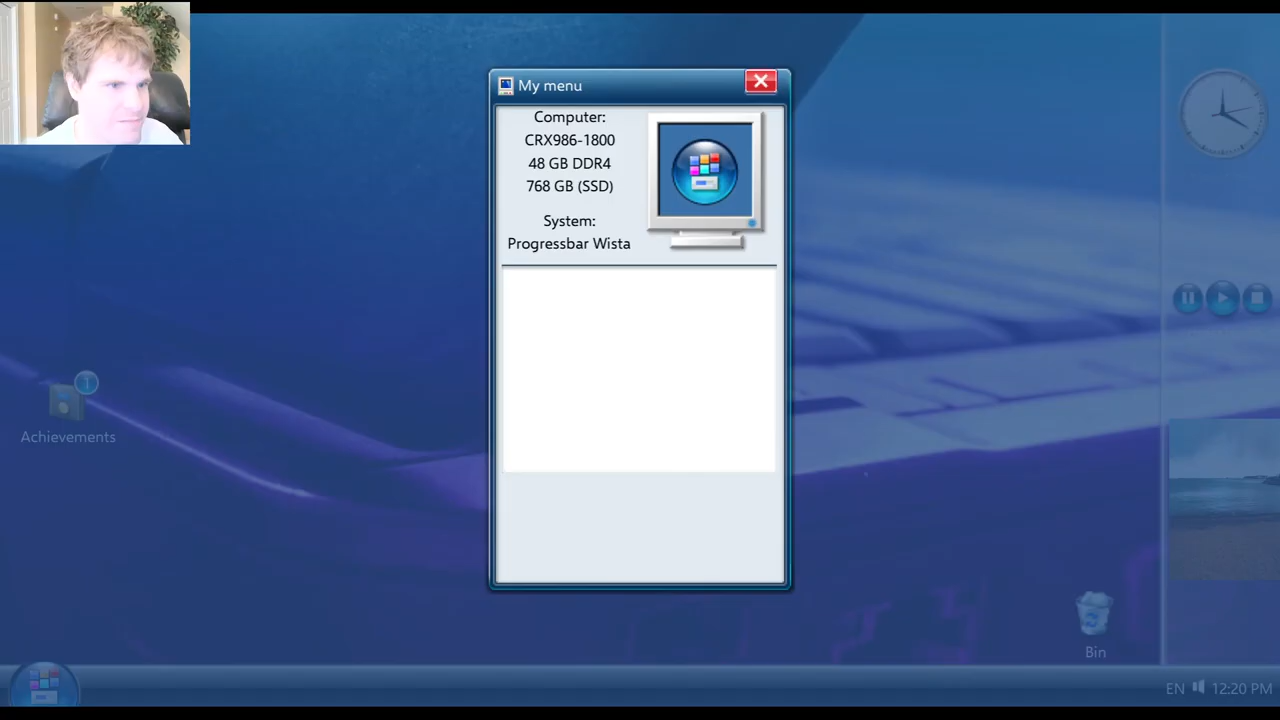 My menu
Computer:
CRX986-1800
48 GB DDR4
768 GB (SSD)
System:
Progressbar Wista
1
Achievements
Bin
EN 12:20 PM